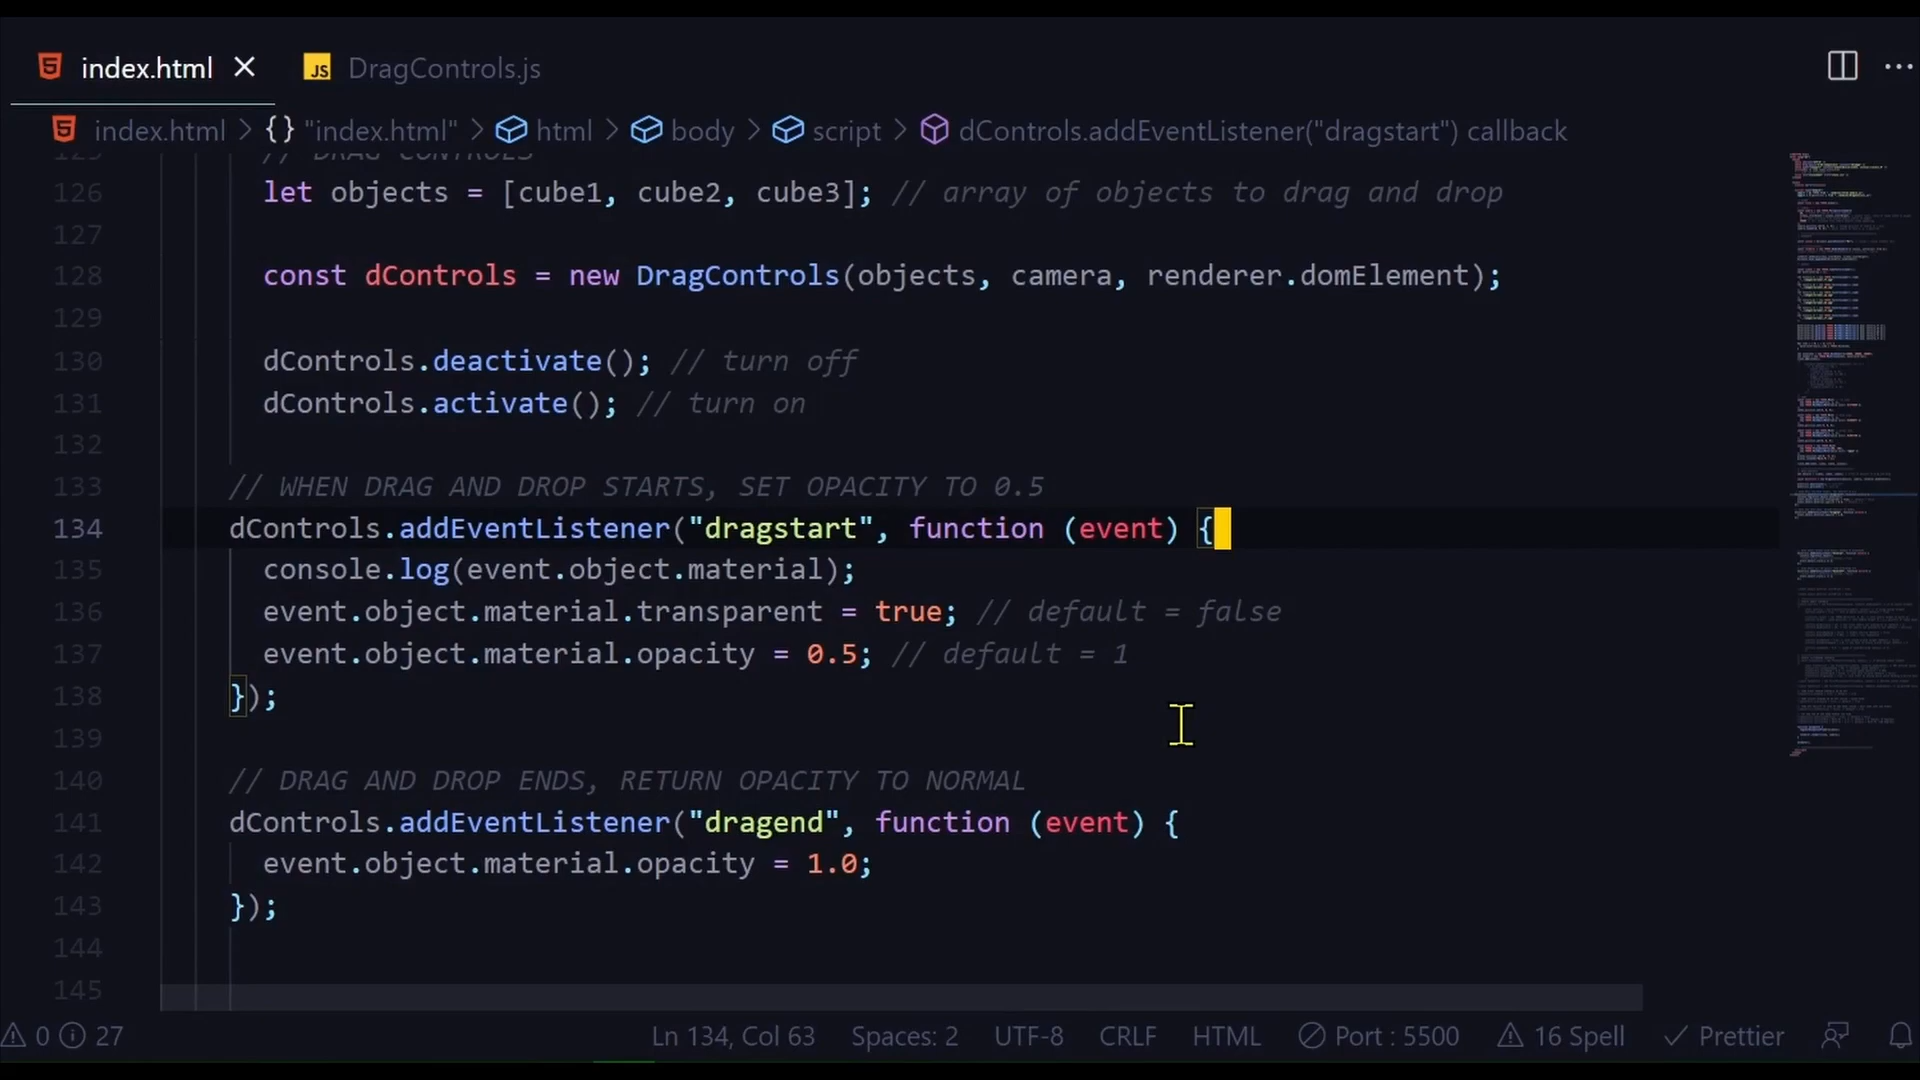 index.html
JS DragControls.js
index.html > {} "index.html" > html > body > script > dControls.addEventListener("dragstart") callback
125 // DRAG CONTROLS
126 let objects = [cube1, cube2, cube3]; // array of objects to drag and drop
127
128 const dControls = new DragControls(objects, camera, renderer.domElement);
129
130 dControls.deactivate(); // turn off
131 dControls.activate(); // turn on
132
133 // WHEN DRAG AND DROP STARTS, SET OPACITY TO 0.5
134 dControls.addEventListener("dragstart", function (event) {
135 console.log(event.object.material);
136 event.object.material.transparent = true; // default = false
137 event.object.material.opacity = 0.5; // default = 1
138 });
139
140 // DRAG AND DROP ENDS, RETURN OPACITY TO NORMAL
141 dControls.addEventListener("dragend", function (event) {
142 event.object.material.opacity = 1.0;
143 });
144
145
0 27 Ln 134, Col 63 Spaces: 2 UTF-8 CRLF HTML Port : 5500 16 Spell Prettier